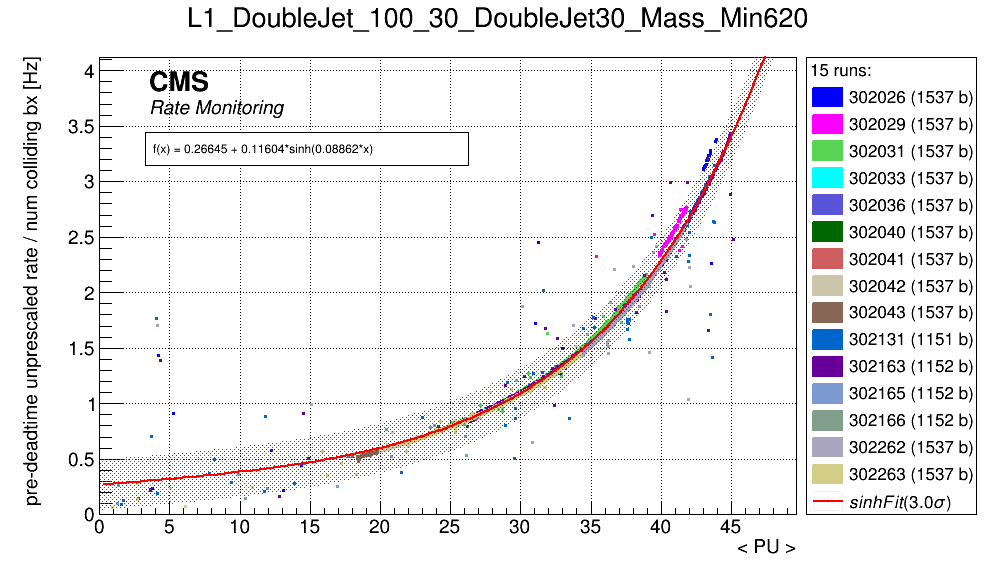 L1_DoubleJet_100_30_DoubleJet30_Mass_Min620
pre-deadtime unprescaled rate / num colliding bx [Hz]
CMS
Rate Monitoring
f(x) = 0.26645 + 0.11604*sinh(0.08862*x)
4
3.5
3
2.5
2
1.5
1
0.5
0
0 5 10 15 20 25 30 35 40 45
< PU >
15 runs:
302026 (1537 b)
302029 (1537 b)
302031 (1537 b)
302033 (1537 b)
302036 (1537 b)
302040 (1537 b)
302041 (1537 b)
302042 (1537 b)
302043 (1537 b)
302131 (1151 b)
302163 (1152 b)
302165 (1152 b)
302166 (1152 b)
302262 (1537 b)
302263 (1537 b)
sinhFit(3.0σ)